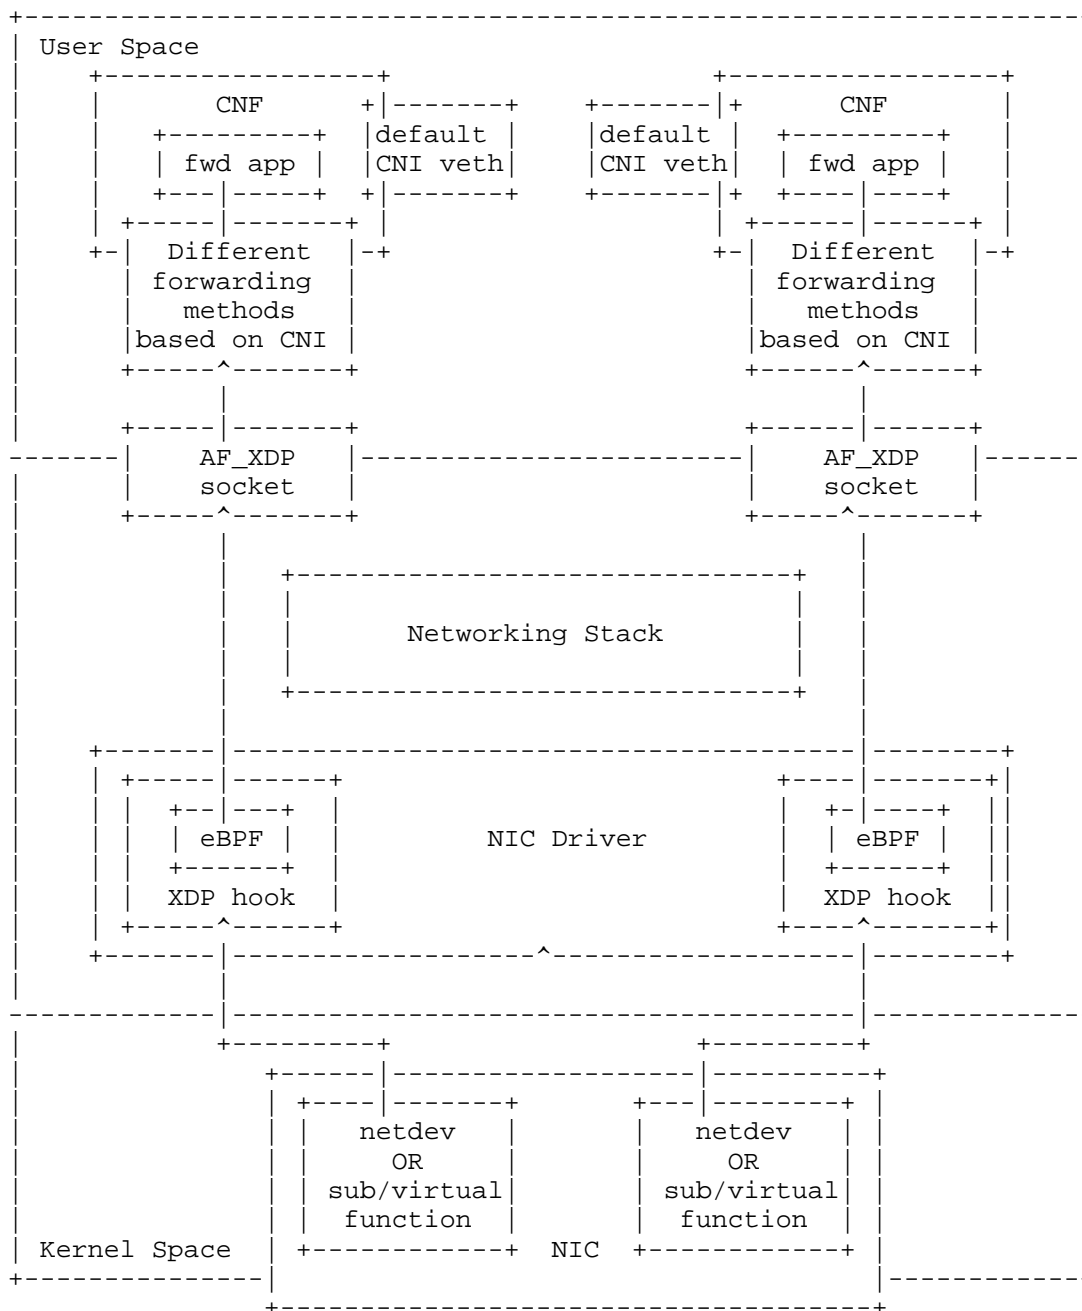 User Space
CNF CNF
default default
fwd app CNI veth CNI veth fwd app
Different Different
forwarding forwarding
methods methods
based on CNI based on CNI
AF_XDP AF_XDP
socket socket
Networking Stack
eBPF NIC Driver eBPF
XDP hook XDP hook
netdev netdev
OR OR
sub/virtual sub/virtual
function function
Kernel Space NIC